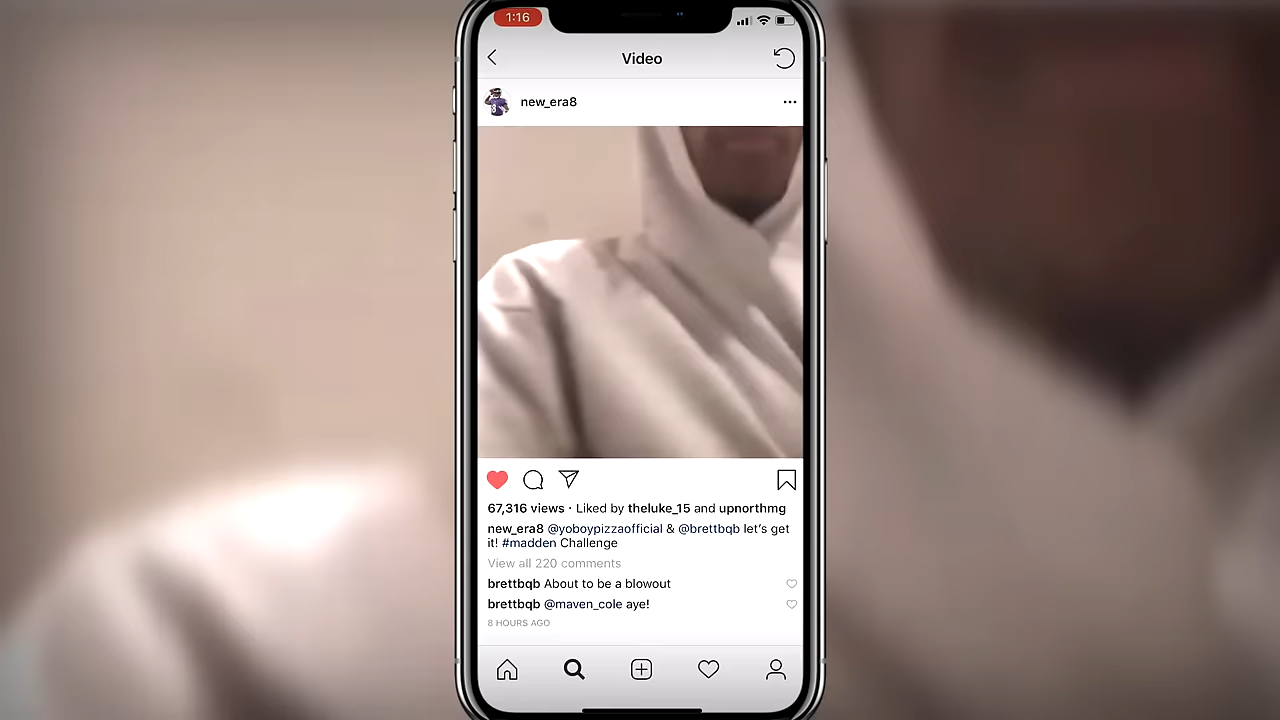 1:16
Video
new_era8
67,316 views · Liked by theluke_15 and upnorthmg
new_era8 @yoboypizzaofficial & @brettbqb let's get
it! #madden Challenge
View all 220 comments
brettbqb About to be a blowout
brettbqb @maven_cole aye!
8 HOURS AGO